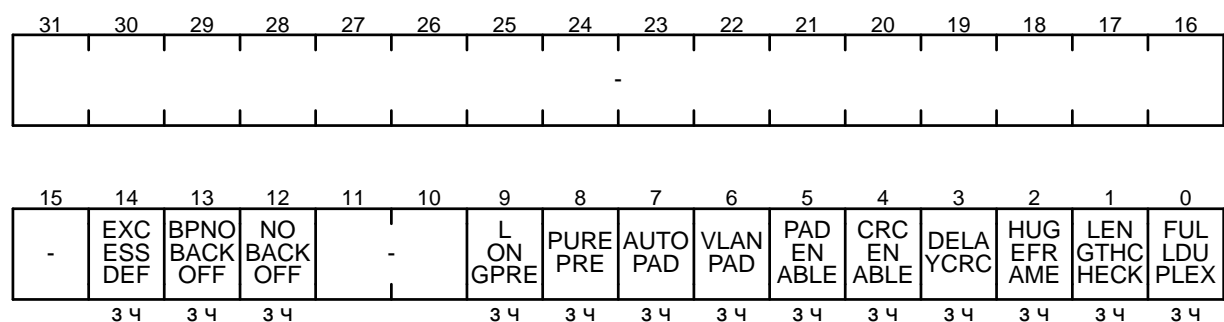 31 30 29 28 27 26 25 24 23 22 21 20 19 18 17 16
-
15 14 13 12 11 10 9 8 7 6 5 4 3 2 1 0
- EXC BPNO NO - L PURE AUTO VLAN PAD CRC DELA HUG LEN FUL
ESS BACK BACK ON PRE PAD PAD EN EN YCRC EFR GTHC LDU
DEF OFF OFF GPRE ABLE ABLE AME HECK PLEX
З Ч З Ч З Ч З Ч З Ч З Ч З Ч З Ч З Ч З Ч З Ч З Ч З Ч